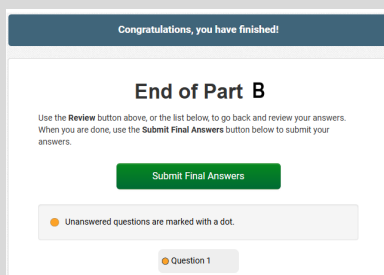 Congratulations, you have finished!
End of Part B
Use the Review button above, or the list below, to go back and review your answers.
When you are done, use the Submit Final Answers button below to submit your
answers.
Submit Final Answers
Unanswered questions are marked with a dot.
Question 1